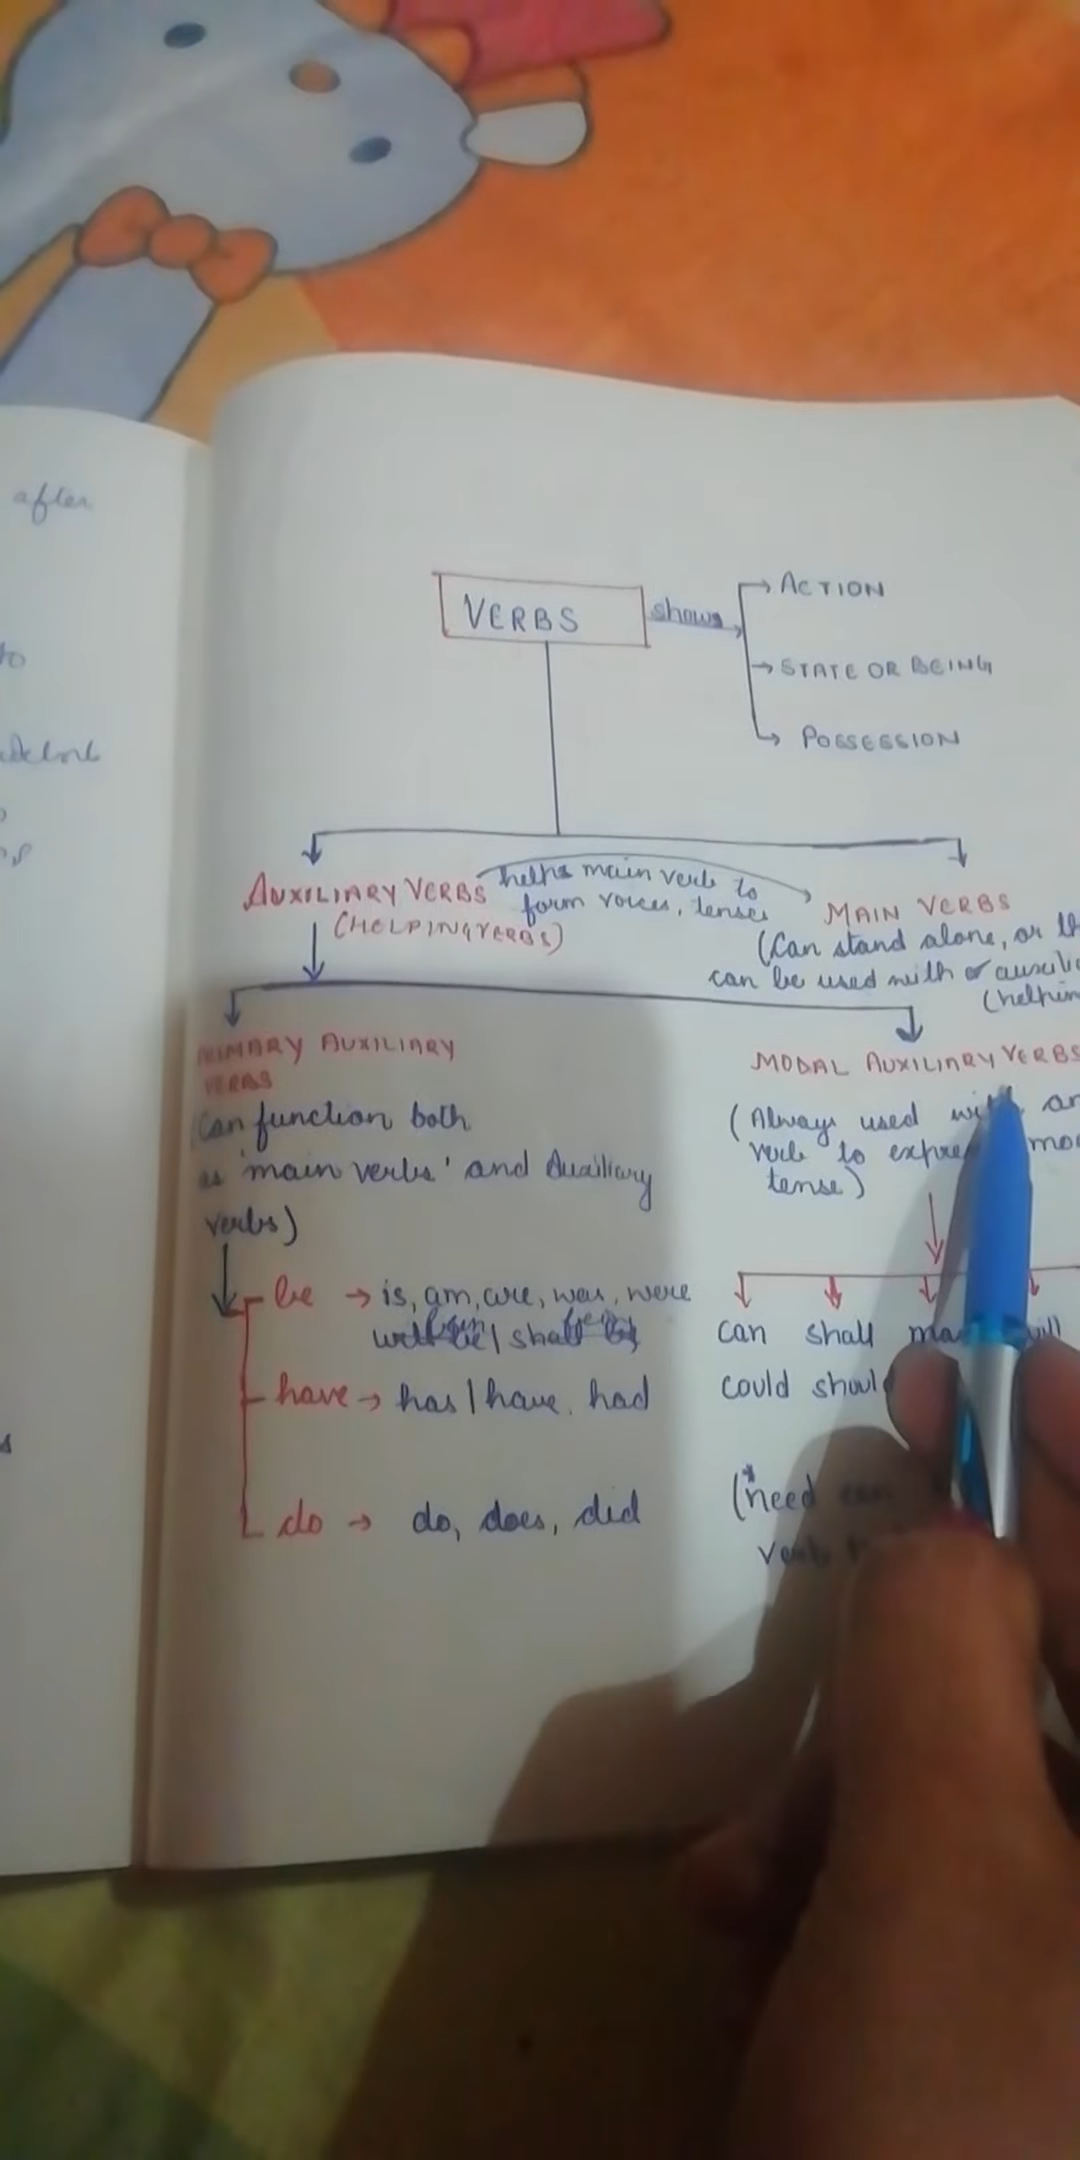 after
to
VERBS shows
ACTION
STATE OR BEING
POSSESSION
AUXILIARY VERBS
(HELPING VERBS)
helps main verb to
form voices, tenses
MAIN VERBS
(Can stand alone, or th
can be used with or auxili
(helpin
PRIMARY AUXILIARY
VERBS
Can function both
as 'main verbs' and Auxiliary
verbs)
be → is, am, are, was, were
have → has/have, had
do → do, does, did
MODAL AUXILIARY VERBS
(Always used with
verb to
tense)
can shall
could
(*need